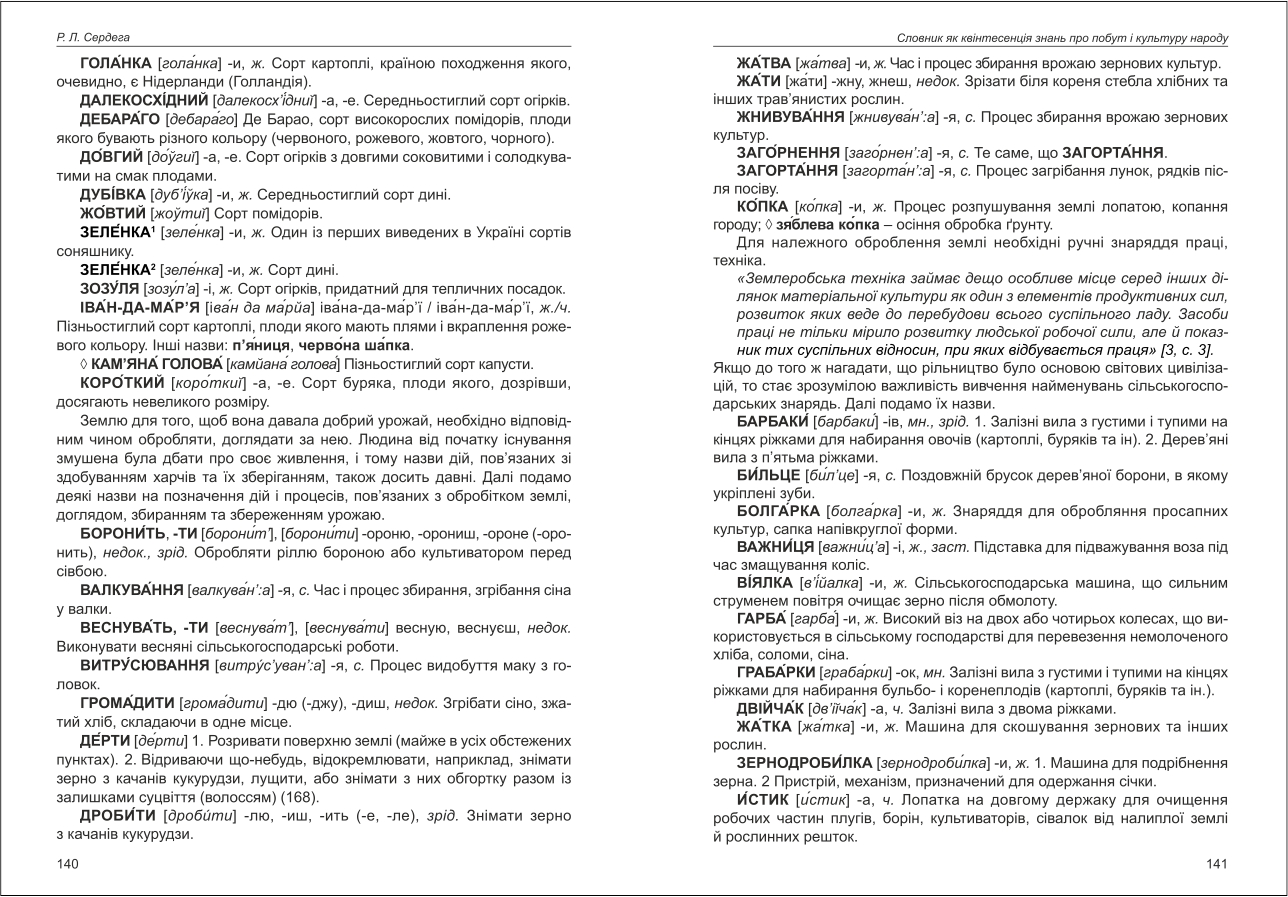 Р. Л. Сердега
ГОЛА́НКА [гола́нка] -и, ж. Сорт картоплі, країною походження якого,
очевидно, є Нідерланди (Голландія).
ДАЛЕКОСХІ́ДНИЙ [далекосх’і́дниĭ] -а, -е. Середньостиглий сорт огірків.
ДЕБАРА́ГО [дебара́го] Де Барао, сорт високорослих помідорів, плоди
якого бувають різного кольору (червоного, рожевого, жовтого, чорного).
ДО́ВГИЙ [до́ўгиĭ] -а, -е. Сорт огірків з довгими соковитими і солодкува-
тими на смак плодами.
ДУБІ́ВКА [дуб’і́ўка] -и, ж. Середньостиглий сорт дині.
ЖО́ВТИЙ [жоўтиĭ] Сорт помідорів.
ЗЕЛЕ́НКА¹ [зеле́нка] -и, ж. Один із перших виведених в Україні сортів
соняшнику.
ЗЕЛЕ́НКА² [зеле́нка] -и, ж. Сорт дині.
ЗОЗУ́ЛЯ [зозу́л’а] -і, ж. Сорт огірків, придатний для тепличних посадок.
ІВА́Н-ДА-МА́Р’Я [іва́н да ма́рйа] іва́на-да-ма́р’ї / іва́н-да-ма́р’ї, ж./ч.
Пізньостиглий сорт картоплі, плоди якого мають плями і вкраплення роже-
вого кольору. Інші назви: п’я́ниця, черво́на ша́пка.
◊ КАМ’ЯНА́ ГОЛОВА́ [камйана́ голова́] Пізньостиглий сорт капусти.
КОРО́ТКИЙ [коро́ткиĭ] -а, -е. Сорт буряка, плоди якого, дозрівши,
досягають невеликого розміру.
Землю для того, щоб вона давала добрий урожай, необхідно відповід-
ним чином обробляти, доглядати за нею. Людина від початку існування
змушена була дбати про своє живлення, і тому назви дій, пов’язаних зі
здобуванням харчів та їх зберіганням, також досить давні. Далі подамо
деякі назви на позначення дій і процесів, пов’язаних з обробітком землі,
доглядом, збиранням та збереженням урожаю.
БОРОНИ́ТЬ, -ТИ [борони́т’], [борони́ти] -ороню, -орониш, -ороне (-оро-
нить), недок., зрід. Обробляти ріллю бороною або культиватором перед
сівбою.
ВАЛКУВА́ННЯ [валкува́н’:а] -я, с. Час і процес збирання, згрібання сіна
у валки.
ВЕСНУВА́ТЬ, -ТИ [веснува́т’], [веснува́ти] весную, веснуєш, недок.
Виконувати весняні сільськогосподарські роботи.
ВИТРУ́СЮВАННЯ [витру́с’уван’:а] -я, с. Процес видобуття маку з го-
ловок.
ГРОМА́ДИТИ [грома́дити] -дю (-джу), -диш, недок. Згрібати сіно, зжа-
тий хліб, складаючи в одне місце.
ДЕ́РТИ [де́рти] 1. Розривати поверхню землі (майже в усіх обстежених
пунктах). 2. Відриваючи що-небудь, відокремлювати, наприклад, знімати
зерно з качанів кукурудзи, лущити, або знімати з них обгортку разом із
залишками суцвіття (волоссям) (168).
ДРОБИ́ТИ [дроби́ти] -лю, -иш, -ить (-е, -ле), зрід. Знімати зерно
з качанів кукурудзи.
140
Словник як квінтесенція знань про побут і культуру народу
ЖА́ТВА [жа́тва] -и, ж. Час і процес збирання врожаю зернових культур.
ЖА́ТИ [жа́ти] -жну, жнеш, недок. Зрізати біля кореня стебла хлібних та
інших трав’янистих рослин.
ЖНИВУВА́ННЯ [жнивува́н’:а] -я, с. Процес збирання врожаю зернових
культур.
ЗАГО́РНЕННЯ [заго́рнен’:а] -я, с. Те саме, що ЗАГОРТА́ННЯ.
ЗАГОРТА́ННЯ [загорта́н’:а] -я, с. Процес загрібання лунок, рядків піс-
ля посіву.
КО́ПКА [ко́пка] -и, ж. Процес розпушування землі лопатою, копання
городу; ◊ зя́блева ко́пка – осіння обробка ґрунту.
Для належного оброблення землі необхідні ручні знаряддя праці,
техніка.
«Землеробська техніка займає дещо особливе місце серед інших ді-
лянок матеріальної культури як один з елементів продуктивних сил,
розвиток яких веде до перебудови всього суспільного ладу. Засоби
праці не тільки мірило розвитку людської робочої сили, але й показ-
ник тих суспільних відносин, при яких відбувається праця» [3, с. 3].
Якщо до того ж нагадати, що рільництво було основою світових цивіліза-
цій, то стає зрозумілою важливість вивчення найменувань сільськогоспо-
дарських знарядь. Далі подамо їх назви.
БАРБАКИ́ [барбаки́] -ів, мн., зрід. 1. Залізні вила з густими і тупими на
кінцях ріжками для набирання овочів (картоплі, буряків та ін). 2. Дерев’яні
вила з п’ятьма ріжками.
БИ́ЛЬЦЕ [би́л’це] -я, с. Поздовжній брусок дерев’яної борони, в якому
укріплені зуби.
БОЛГА́РКА [болга́рка] -и, ж. Знаряддя для обробляння просапних
культур, сапка напівкруглої форми.
ВАЖНИ́ЦЯ [важни́ц’а] -і, ж., заст. Підставка для підважування воза під
час змащування коліс.
ВІ́ЯЛКА [в’і́йалка] -и, ж. Сільськогосподарська машина, що сильним
струменем повітря очищає зерно після обмолоту.
ГАРБА́ [гарба́] -и, ж. Високий віз на двох або чотирьох колесах, що ви-
користовується в сільському господарстві для перевезення немолоченого
хліба, соломи, сіна.
ГРАБА́РКИ [граба́рки] -ок, мн. Залізні вила з густими і тупими на кінцях
ріжками для набирання бульбо- і коренеплодів (картоплі, буряків та ін.).
ДВІЙЧА́К [дв’іĭча́к] -а, ч. Залізні вила з двома ріжками.
ЖА́ТКА [жа́тка] -и, ж. Машина для скошування зернових та інших
рослин.
ЗЕРНОДРОБИ́ЛКА [зернодроби́лка] -и, ж. 1. Машина для подрібнення
зерна. 2 Пристрій, механізм, призначений для одержання січки.
И́СТИК [и́стик] -а, ч. Лопатка на довгому держаку для очищення
робочих частин плугів, борін, культиваторів, сівалок від налиплої землі
й рослинних решток.
141